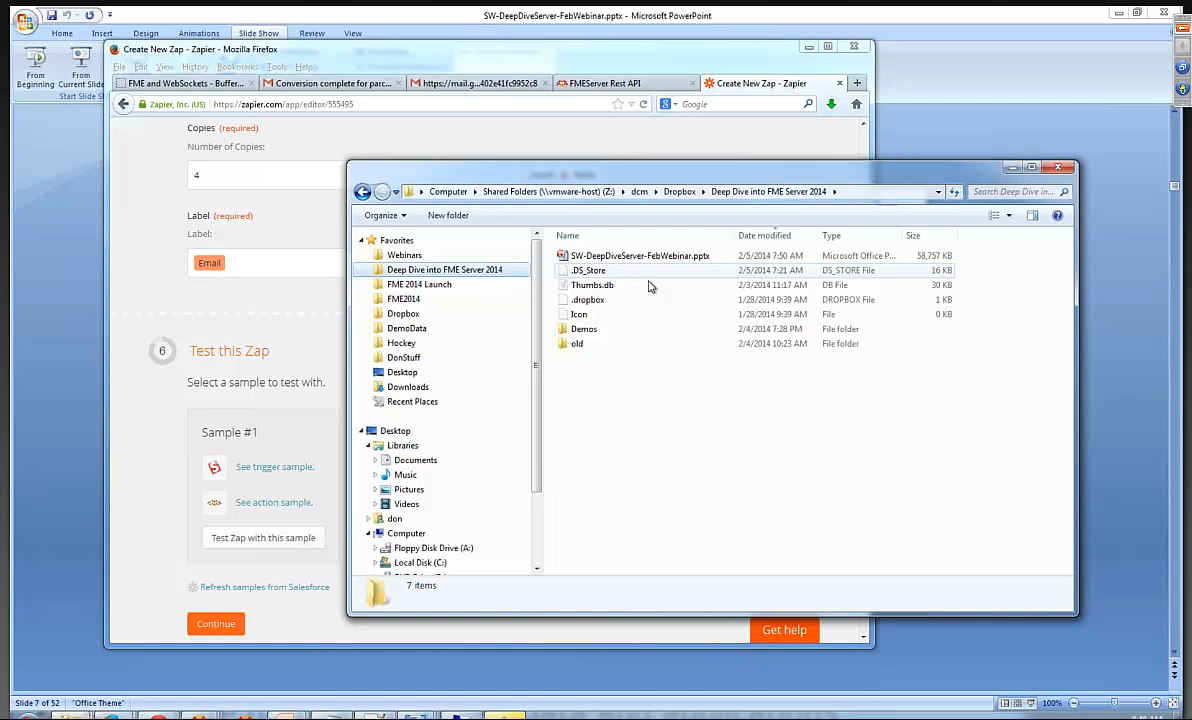 SW-DeepDiveServer-FebWebinar.pptx - Microsoft PowerPoint
Home Insert Design Animations Slide Show Review View
From Beginning
From Current Slide
Start Slide S
Create New Zap - Zapier - Mozilla Firefox
File Edit View History Bookmarks Tools Help
FME and WebSockets - Buffer...
Conversion complete for parc...
https://mail.g...402e41fc9952c8
FMEServer Rest API
Create New Zap - Zapier
Zapier, Inc. (US) https://zapier.com/app/editor/555495
Google
Copies (required)
Number of Copies:
4
Label (required)
Label:
Email
6 Test this Zap
Select a sample to test with.
Sample #1
See trigger sample.
See action sample.
Test Zap with this sample
Refresh samples from Salesforce
Continue
Get help
Computer Shared Folders (\\vmware-host) (Z:) dcm Dropbox Deep Dive into FME Server 2014
Search Deep Dive in...
Organize New folder
Favorites
Webinars
Deep Dive into FME Server 2014
FME 2014 Launch
FME2014
Dropbox
DemoData
Hockey
DonStuff
Desktop
Downloads
Recent Places
Desktop
Libraries
Documents
Music
Pictures
Videos
don
Computer
Floppy Disk Drive (A:)
Local Disk (C:)
Name Date modified Type Size
SW-DeepDiveServer-FebWebinar.pptx 2/5/2014 7:50 AM Microsoft Office P... 58,757 KB
.DS_Store 2/5/2014 7:21 AM DS_STORE File 16 KB
Thumbs.db 2/3/2014 11:17 AM DB File 30 KB
.dropbox 1/28/2014 9:39 AM DROPBOX File 1 KB
Icon 1/28/2014 9:39 AM File 0 KB
Demos 2/4/2014 7:28 PM File folder
old 2/4/2014 10:23 AM File folder
7 items
Slide 7 of 52 "Office Theme"
100%